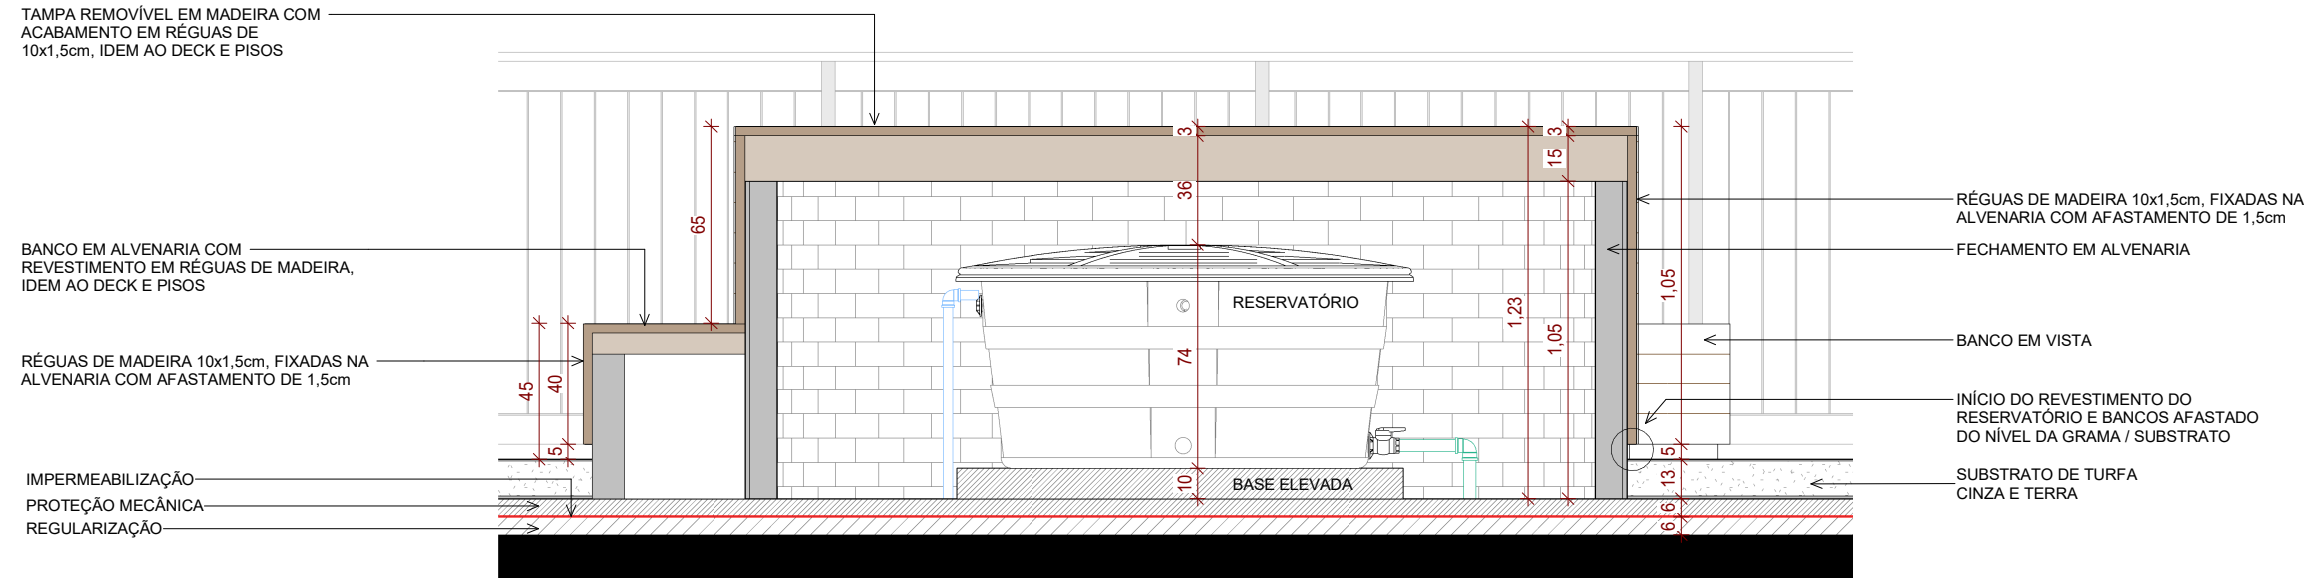 TAMPA REMOVÍVEL EM MADEIRA COM
ACABAMENTO EM RÉGUAS DE
10x1,5cm, IDEM AO DECK E PISOS
BANCO EM ALVENARIA COM
REVESTIMENTO EM RÉGUAS DE MADEIRA,
IDEM AO DECK E PISOS
RÉGUAS DE MADEIRA 10x1,5cm, FIXADAS NA
ALVENARIA COM AFASTAMENTO DE 1,5cm
IMPERMEABILIZAÇÃO
PROTEÇÃO MECÂNICA
REGULARIZAÇÃO
45
40
5
65
3
36
74
10
RESERVATÓRIO
BASE ELEVADA
1,23
3
15
1,05
1,05
5
13
6
6
RÉGUAS DE MADEIRA 10x1,5cm, FIXADAS NA
ALVENARIA COM AFASTAMENTO DE 1,5cm
FECHAMENTO EM ALVENARIA
BANCO EM VISTA
INÍCIO DO REVESTIMENTO DO
RESERVATÓRIO E BANCOS AFASTADO
DO NÍVEL DA GRAMA / SUBSTRATO
SUBSTRATO DE TURFA
CINZA E TERRA